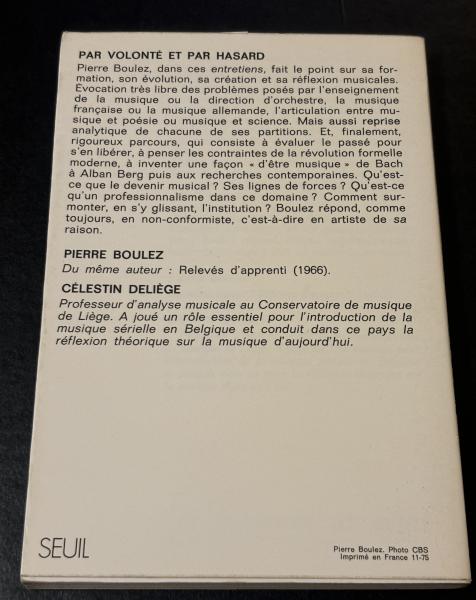 PAR VOLONTÉ ET PAR HASARD
Pierre Boulez, dans ces entretiens, fait le point sur sa for-
mation, son évolution, sa création et sa réflexion musicales.
Evocation très libre des problèmes posés par l'enseignement
de la musique ou la direction d'orchestre, la musique
française ou la musique allemande, l'articulation entre mu-
sique et poésie ou musique et science. Mais aussi reprise
analytique de chacune de ses partitions. Et, finalement,
rigoureux parcours, qui consiste à évaluer le passé pour
s'en libérer, à penser les contraintes de la révolution formelle
moderne, à inventer une façon « d'être musique » de Bach
à Alban Berg puis aux recherches contemporaines. Qu'est-
ce que le devenir musical ? Ses lignes de forces ? Qu'est-ce
qu'un professionnalisme dans ce domaine ? Comment sur-
monter, en s'y glissant, l'institution ? Boulez répond, comme
toujours, en non-conformiste, c'est-à-dire en artiste de sa
raison.
PIERRE BOULEZ
Du même auteur : Relevés d'apprenti (1966).
CÉLESTIN DELIÈGE
Professeur d'analyse musicale au Conservatoire de musique
de Liège. A joué un rôle essentiel pour l'introduction de la
musique sérielle en Belgique et conduit dans ce pays la
réflexion théorique sur la musique d'aujourd'hui.
SEUIL
Pierre Boulez. Photo CBS
Imprimé en France 11-75